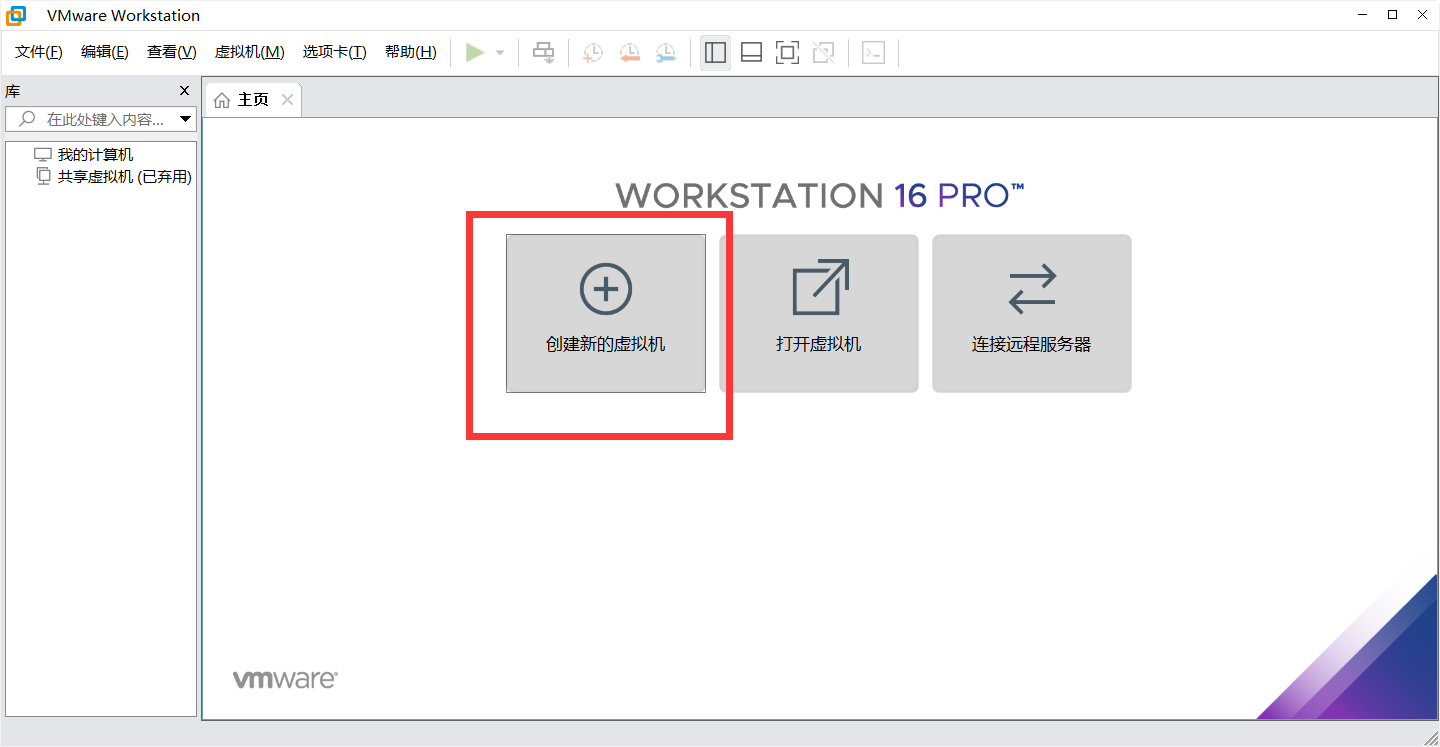 VMware Workstation
文件(F) 编辑(E) 查看(V) 虚拟机(M) 选项卡(T) 帮助(H)
库
主页
在此处键入内容...
我的计算机
共享虚拟机 (已弃用)
WORKSTATION 16 PRO™
创建新的虚拟机
打开虚拟机
连接远程服务器
vmware®